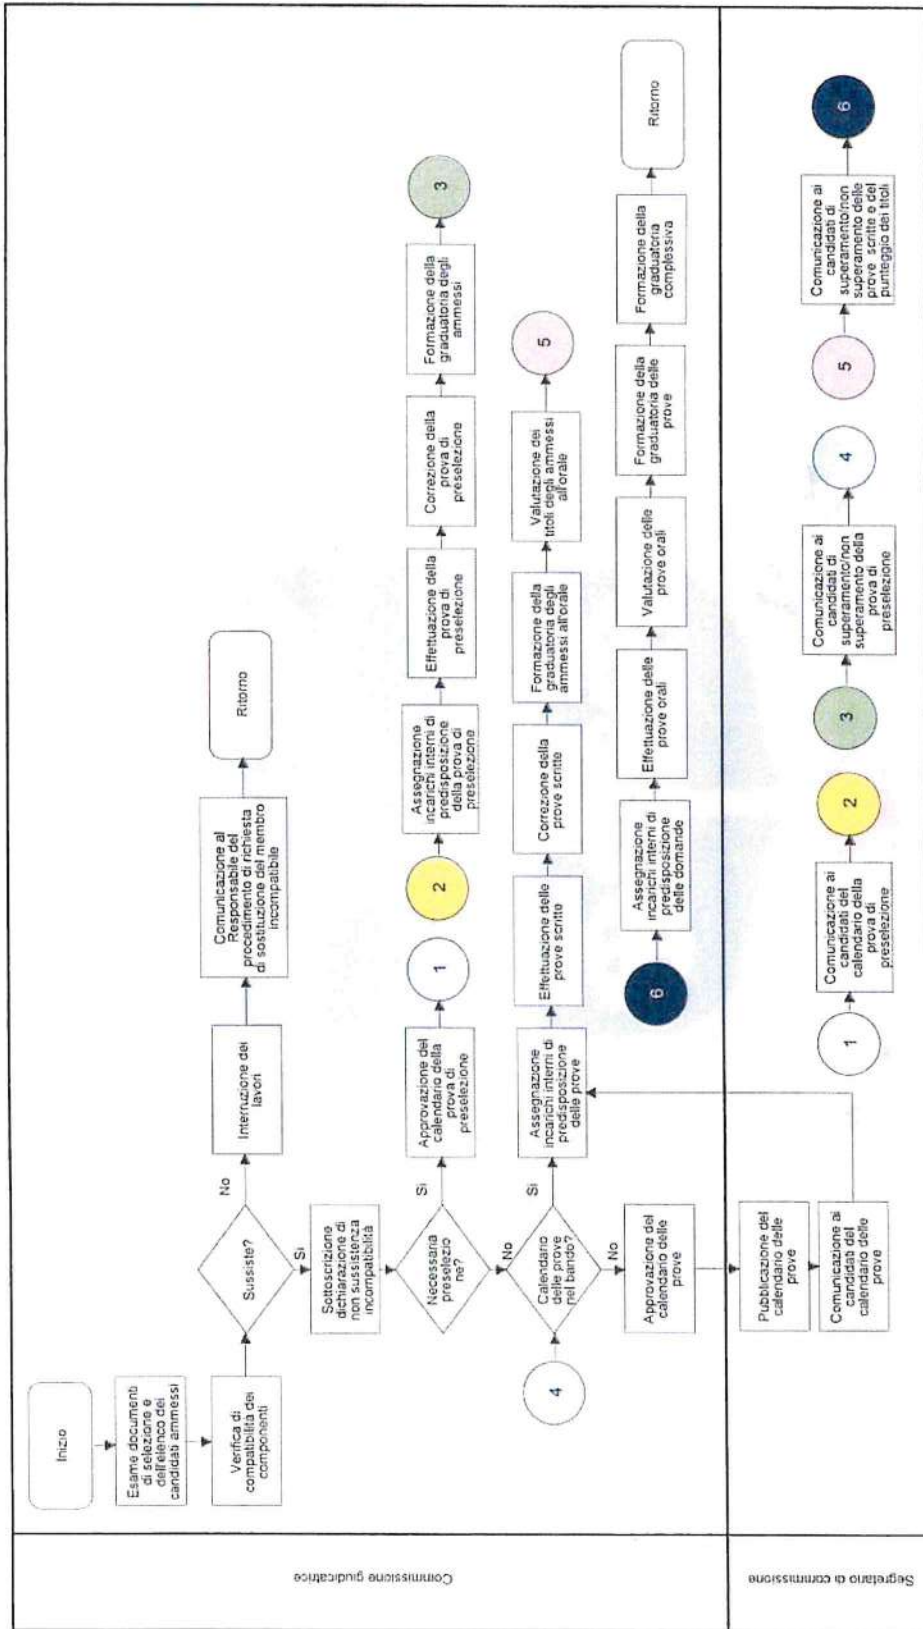 Commissione giudicatrice
Inizio
Esame documenti
di selezione e
dell'elenco dei
candidati ammessi
Verifica di
compatibilità dei
componenti
Sussiste?
No
Interruzione dei
lavori
Comunicazione al
Responsabile del
procedimento di richiesta
di sostituzione del membro
incompatibile
Ritorno
Si
Sottoscrizione
dichiarazione di
non sussistenza
incompatibilità
Necessaria
preselezio
ne?
Si
Approvazione del
calendario della
prova di
preselezione
1
2
Assegnazione
incarichi interni di
predisposizione
della prova di
preselezione
Effettuazione della
prova di
preselezione
Correzione della
prova di
preselezione
Formazione della
graduatoria degli
ammessi
3
No
4
Calendario
delle prove
nel bando?
Si
Assegnazione
incarichi interni di
predisposizione
delle prove
Effettuazione delle
prove scritte
Correzione della
prove scritte
Formazione della
graduatoria degli
ammessi all'orale
Valutazione dei
titoli degli ammessi
all'orale
5
No
Approvazione del
calendario delle
prove
6
Assegnazione
incarichi interni di
predisposizione
delle domande
Effettuazione delle
prove orali
Valutazione delle
prove orali
Formazione della
graduatoria delle
prove
Formazione della
graduatoria
complessiva
Ritorno
Segretario di commissione
Pubblicazione del
calendario delle
prove
Comunicazione ai
candidati del
calendario delle
prove
1
Comunicazione ai
candidati del
calendario della
prova di
preselezione
2
3
Comunicazione ai
candidati di
superamento/non
superamento della
prova di
preselezione
4
5
Comunicazione ai
candidati di
superamento/non
superamento delle
prove scritte e del
punteggio dei titoli
6